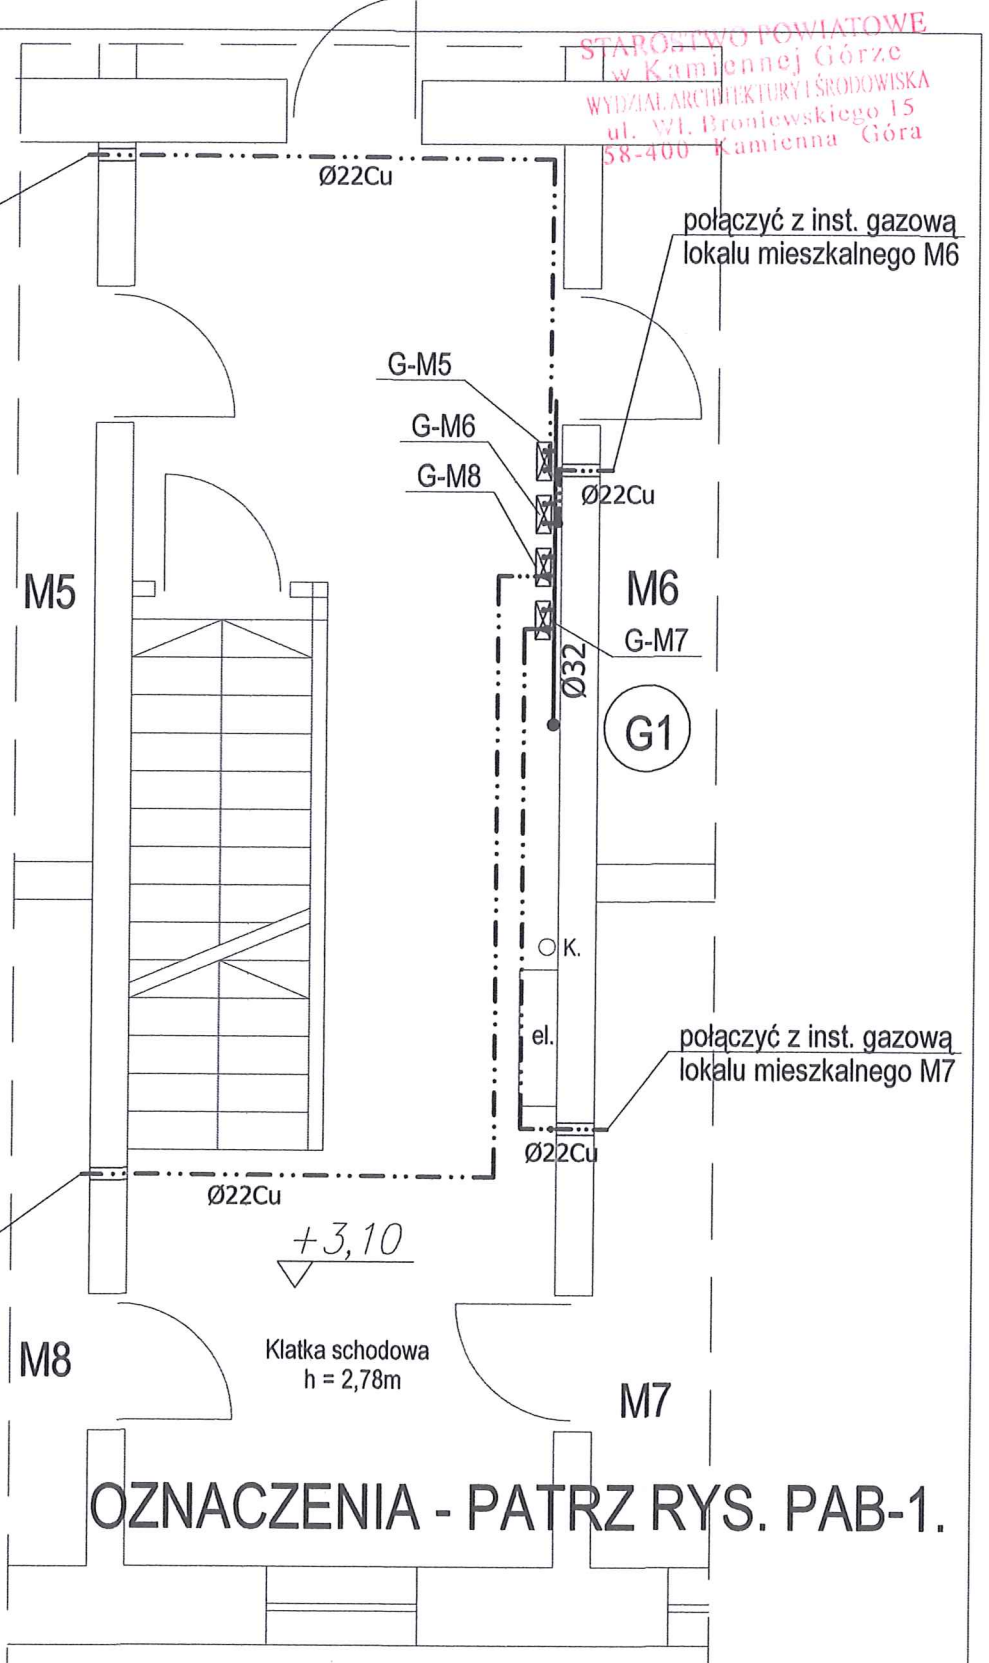 STAROSTWO POWIATOWE
w Kamiennej Górze
WYDZIAŁ ARCHITEKTURY I ŚRODOWISKA
ul. Wł. Broniewskiego 15
58-400 Kamienna Góra
Ø22Cu
połączyć z inst. gazową
lokalu mieszkalnego M6
G-M5
G-M6
G-M8
Ø22Cu
M5
M6
G-M7
Ø32
G1
K.
el.
połączyć z inst. gazową
lokalu mieszkalnego M7
Ø22Cu
Ø22Cu
+3,10
Klatka schodowa
h = 2,78m
M8
M7
OZNACZENIA - PATRZ RYS. PAB-1.